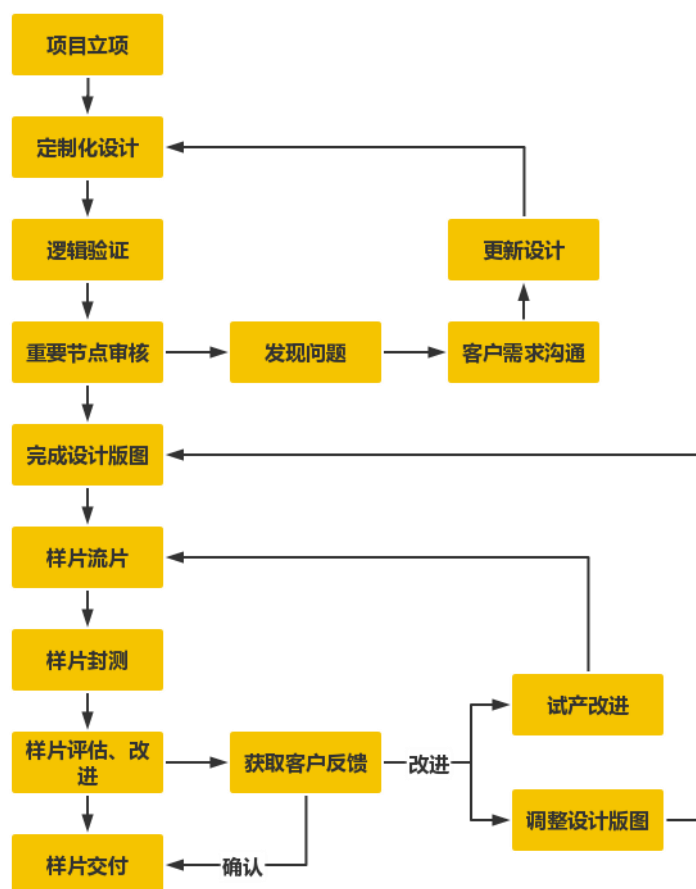 项目立项
定制化设计
逻辑验证
更新设计
重要节点审核
发现问题
客户需求沟通
完成设计版图
样片流片
样片封测
试产改进
样片评估、改
进
获取客户反馈
改进
调整设计版图
样片交付
确认